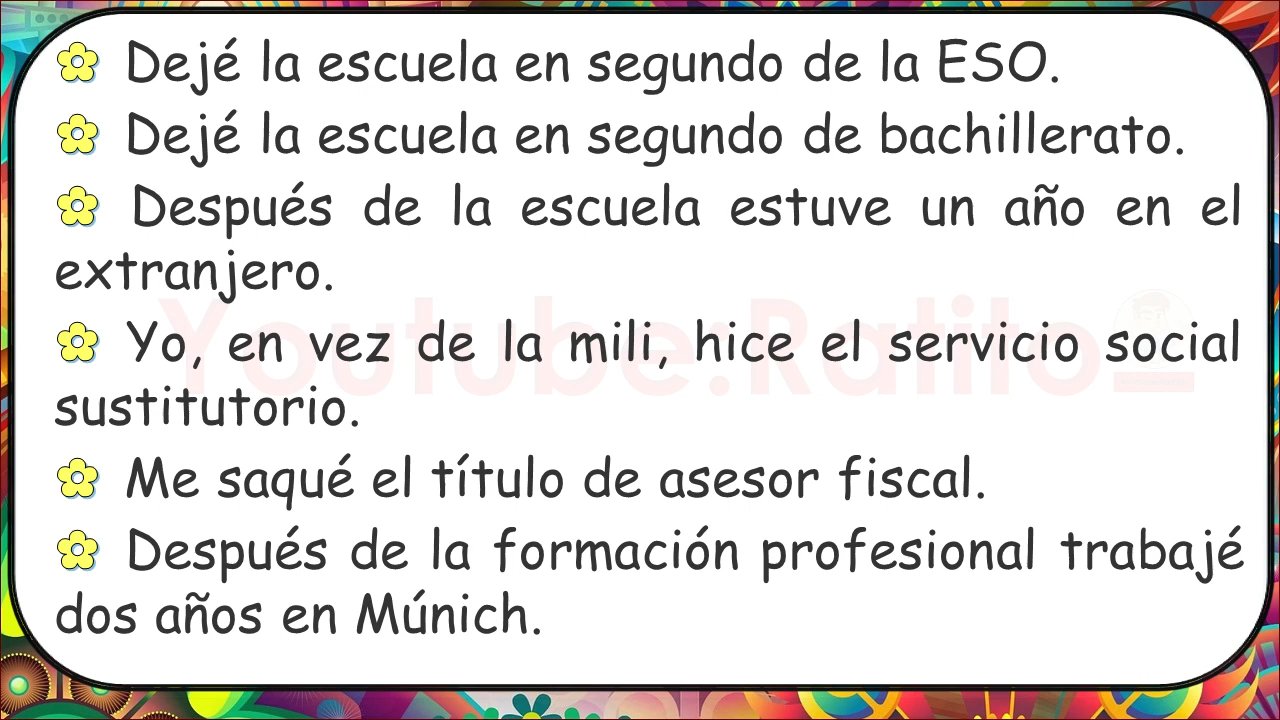 Dejé la escuela en segundo de la ESO.
Dejé la escuela en segundo de bachillerato.
Después de la escuela estuve un año en el
extranjero.
Yo, en vez de la mili, hice el servicio social
sustitutorio.
Me saqué el título de asesor fiscal.
Después de la formación profesional trabajé
dos años en Múnich.
Youtube:Ratito